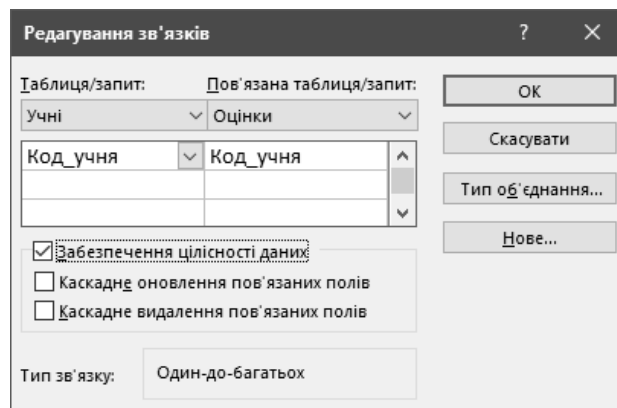 Редагування зв'язків ? ×
Таблиця/запит: Пов'язана таблиця/запит:
Учні Оцінки
Код_учня Код_учня
Забезпечення цілісності даних
Каскадне оновлення пов'язаних полів
Каскадне видалення пов'язаних полів
Тип зв'язку: Один-до-багатьох
ОК
Скасувати
Тип об'єднання...
Нове...